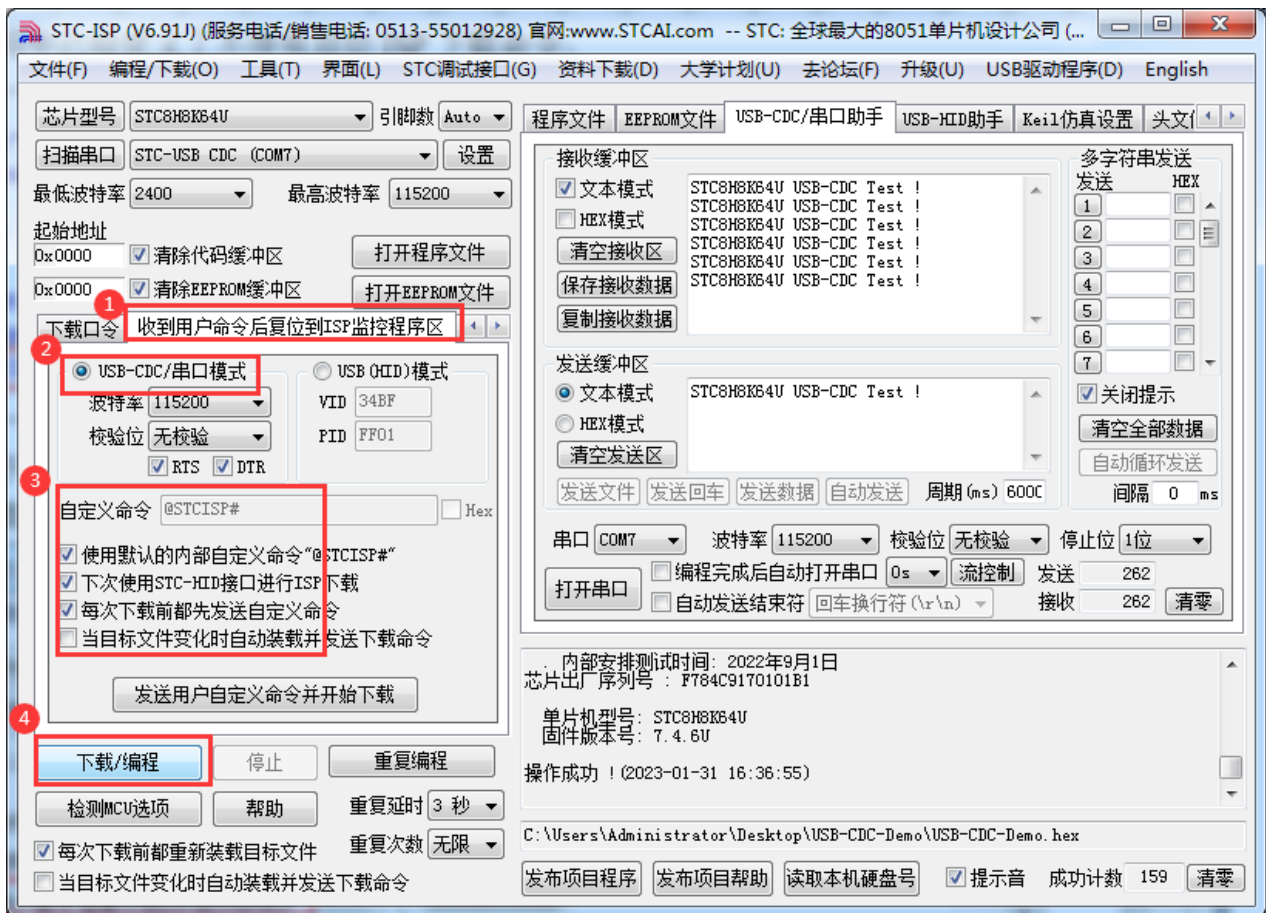 STC-ISP (V6.91J) (服务电话/销售电话: 0513-55012928) 官网:www.STCAI.com -- STC: 全球最大的8051单片机设计公司 (...
文件(F) 编程/下载(O) 工具(T) 界面(L) STC调试接口(G) 资料下载(D) 大学计划(U) 去论坛(F) 升级(U) USB驱动程序(D) English
芯片型号 STC8H8K64U 引脚数 Auto
扫描串口 STC-USB CDC (COM7) 设置
最低波特率 2400 最高波特率 115200
起始地址
0x0000 清除代码缓冲区 打开程序文件
0x0000 清除EEPROM缓冲区 打开EEPROM文件
1
下载口令 收到用户命令后复位到ISP监控程序区
2
USB-CDC/串口模式 USB(HID)模式
波特率 115200 VID 34BF
校验位 无校验 PID FF01
RTS DTR
3
自定义命令 @STCISP# Hex
使用默认的内部自定义命令"@STCISP#"
下次使用STC-HID接口进行ISP下载
每次下载前都先发送自定义命令
当目标文件变化时自动装载并发送下载命令
发送用户自定义命令并开始下载
4
下载/编程 停止 重复编程
检测MCU选项 帮助 重复延时 3 秒
每次下载前都重新装载目标文件 重复次数 无限
当目标文件变化时自动装载并发送下载命令
程序文件 EEPROM文件 USB-CDC/串口助手 USB-HID助手 Keil仿真设置
接收缓冲区
文本模式
HEX模式
清空接收区
保存接收数据
复制接收数据
STC8H8K64U USB-CDC Test !
STC8H8K64U USB-CDC Test !
STC8H8K64U USB-CDC Test !
STC8H8K64U USB-CDC Test !
STC8H8K64U USB-CDC Test !
STC8H8K64U USB-CDC Test !
发送缓冲区
文本模式 STC8H8K64U USB-CDC Test !
HEX模式
清空发送区
发送文件 发送回车 发送数据 自动发送 周期(ms)
多字符串发送
发送 HEX
1
2
3
4
5
6
7
关闭提示
清空全部数据
自动循环发送
间隔 0 ms
串口 COM7 波特率 115200 校验位 无校验 停止位 1位
打开串口 编程完成后自动打开串口 0s 流控制 发送 262
自动发送结束符 回车换行符(\r\n) 接收 262 清零
. 内部安排测试时间: 2022年9月1日
芯片出厂序列号 : F784C9170101B1
单片机型号: STC8H8K64U
固件版本号: 7.4.6U
操作成功 !(2023-01-31 16:36:55)
C:\Users\Administrator\Desktop\USB-CDC-Demo\USB-CDC-Demo.hex
发布项目程序 发布项目帮助 读取本机硬盘号 提示音 成功计数 159 清零